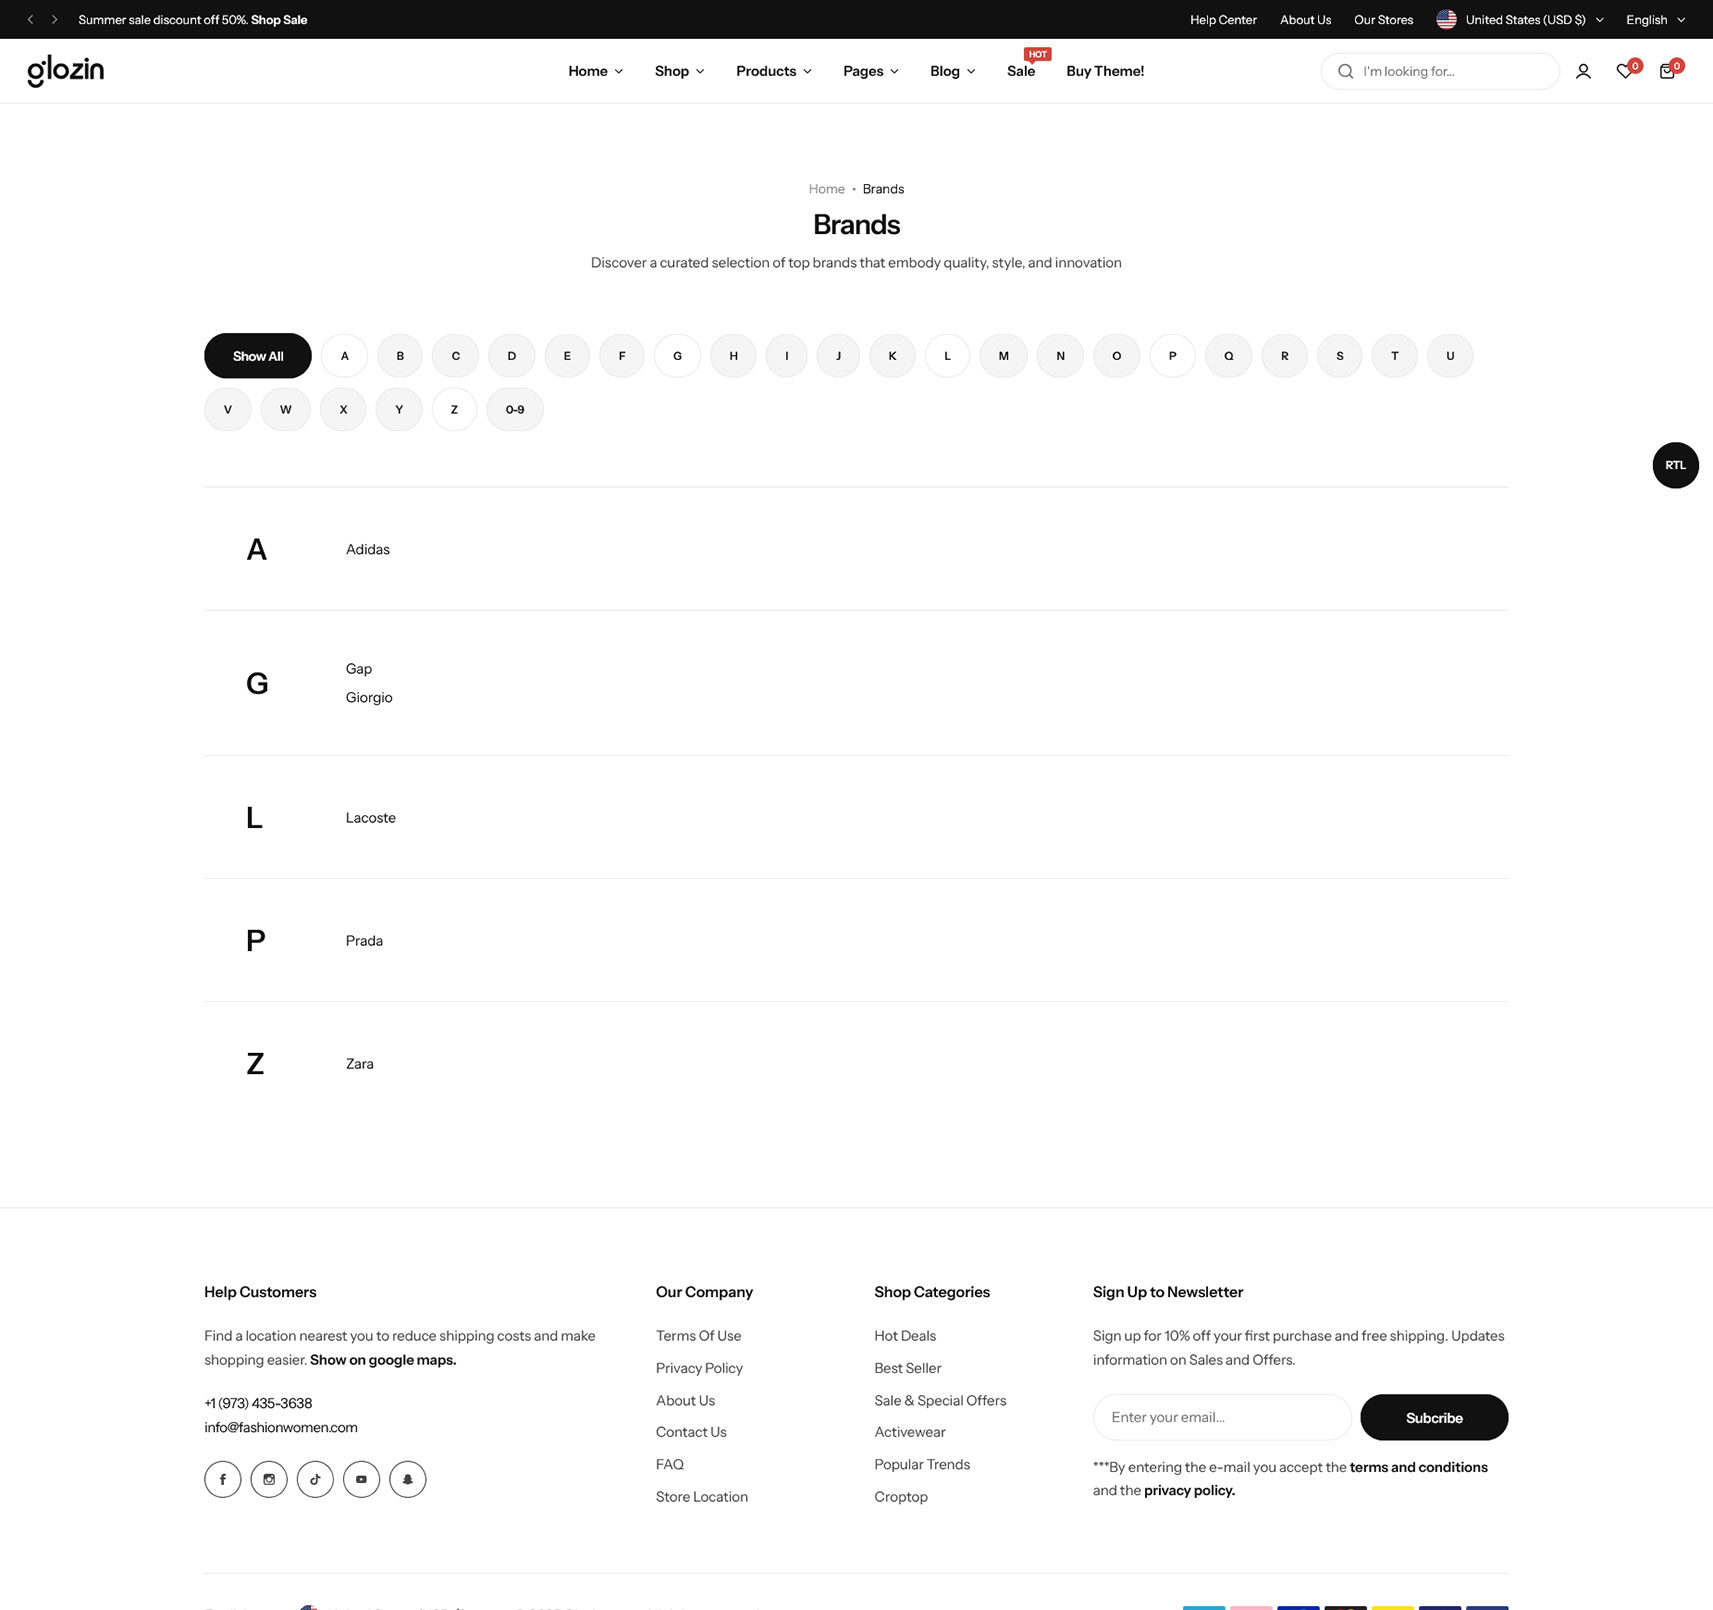 Summer sale discount off 50%. Shop Sale
Help Center About Us Our Stores United States (USD $) English
glozin
Home Shop Products Pages Blog Sale HOT Buy Theme! I'm looking for... 0 0
Home • Brands
Brands
Discover a curated selection of top brands that embody quality, style, and innovation
Show All A B C D E F G H I J K L M N O P Q R S T U
V W X Y Z 0-9
RTL
A Adidas
G Gap
Giorgio
L Lacoste
P Prada
Z Zara
Help Customers
Find a location nearest you to reduce shipping costs and make
shopping easier. Show on google maps.
+1 (973) 435-3638
info@fashionwomen.com
Our Company
Terms Of Use
Privacy Policy
About Us
Contact Us
FAQ
Store Location
Shop Categories
Hot Deals
Best Seller
Sale & Special Offers
Activewear
Popular Trends
Croptop
Sign Up to Newsletter
Sign up for 10% off your first purchase and free shipping. Updates
information on Sales and Offers.
Enter your email...
Subcribe
***By entering the e-mail you accept the terms and conditions
and the privacy policy.